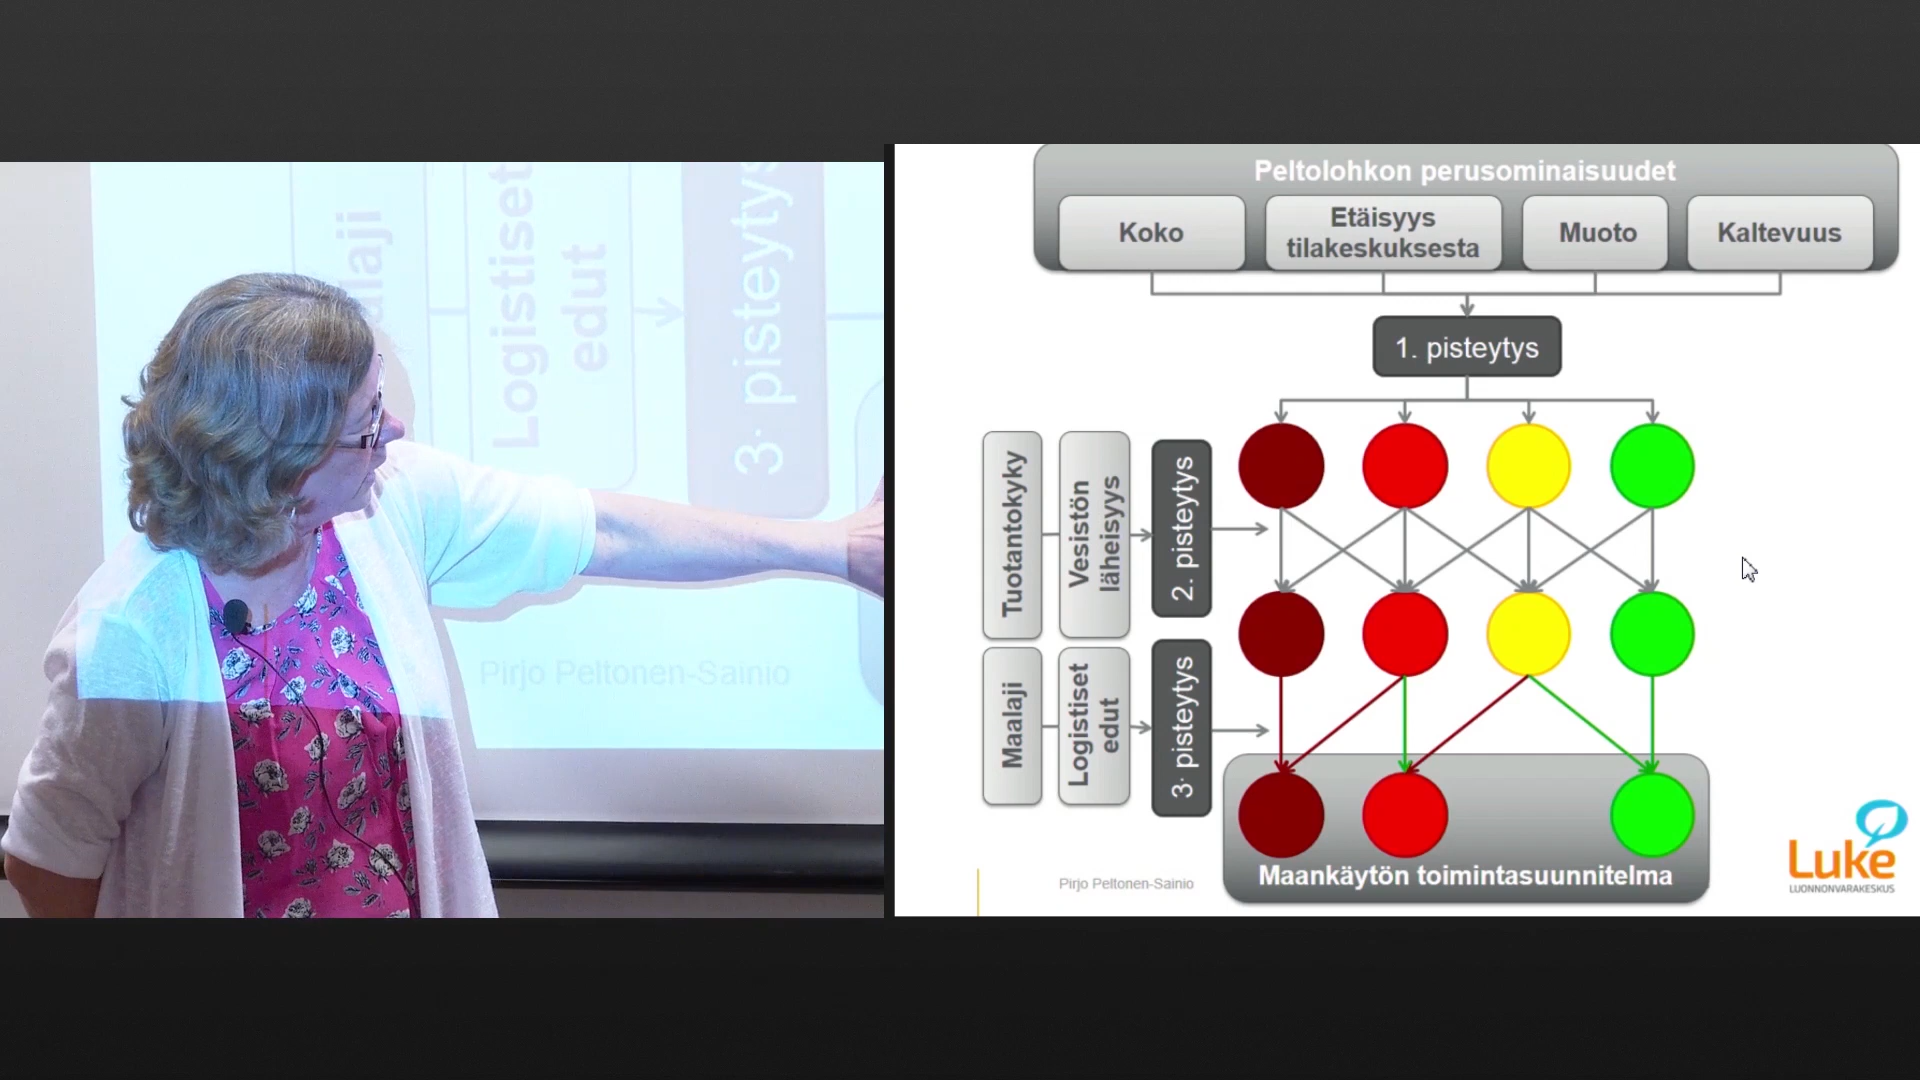 alaji
Logistiset
edut
3. pisteytys
Pirjo Peltonen-Sainio
Peltolohkon perusominaisuudet
Koko
Etäisyys
tilakeskuksesta
Muoto
Kaltevuus
1. pisteytys
Tuotantokyky
Vesistön
läheisyys
2. pisteytys
Maalaji
Logistiset
edut
3. pisteytys
Maankäytön toimintasuunnitelma
Pirjo Peltonen-Sainio
Luke
LUONNONVARAKESKUS